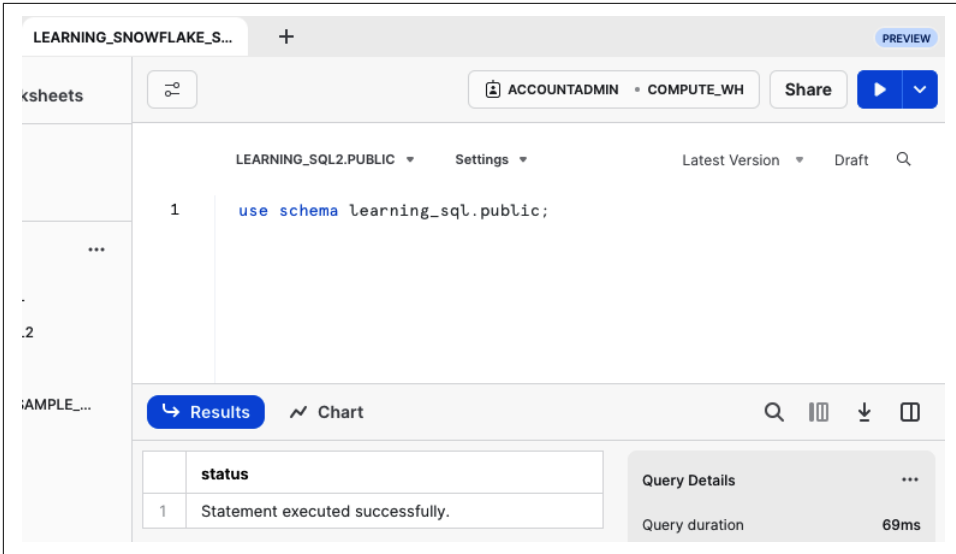 LEARNING_SNOWFLAKE_S... +
PREVIEW
ksheets
ACCOUNTADMIN • COMPUTE_WH
Share
LEARNING_SQL2.PUBLIC
Settings
Latest Version
Draft
1 use schema learning_sql.public;
...
.2
SAMPLE_...
Results
Chart
status
1 Statement executed successfully.
Query Details ...
Query duration 69ms